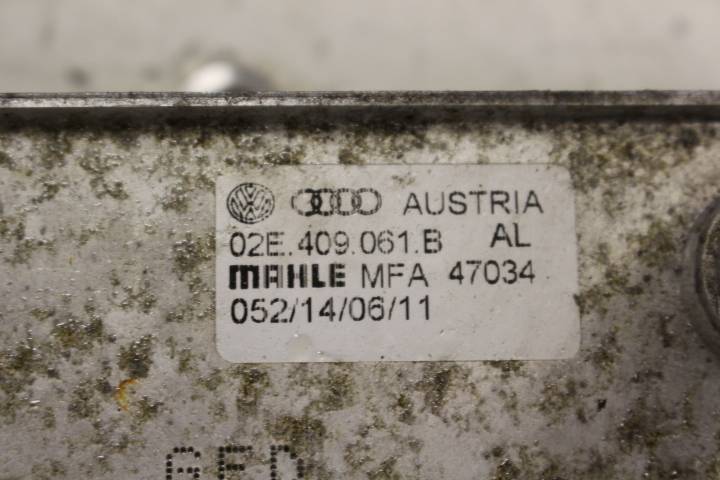 AUSTRIA
02E.409.061.B AL
MAHLE MFA 47034
052/14/06/11